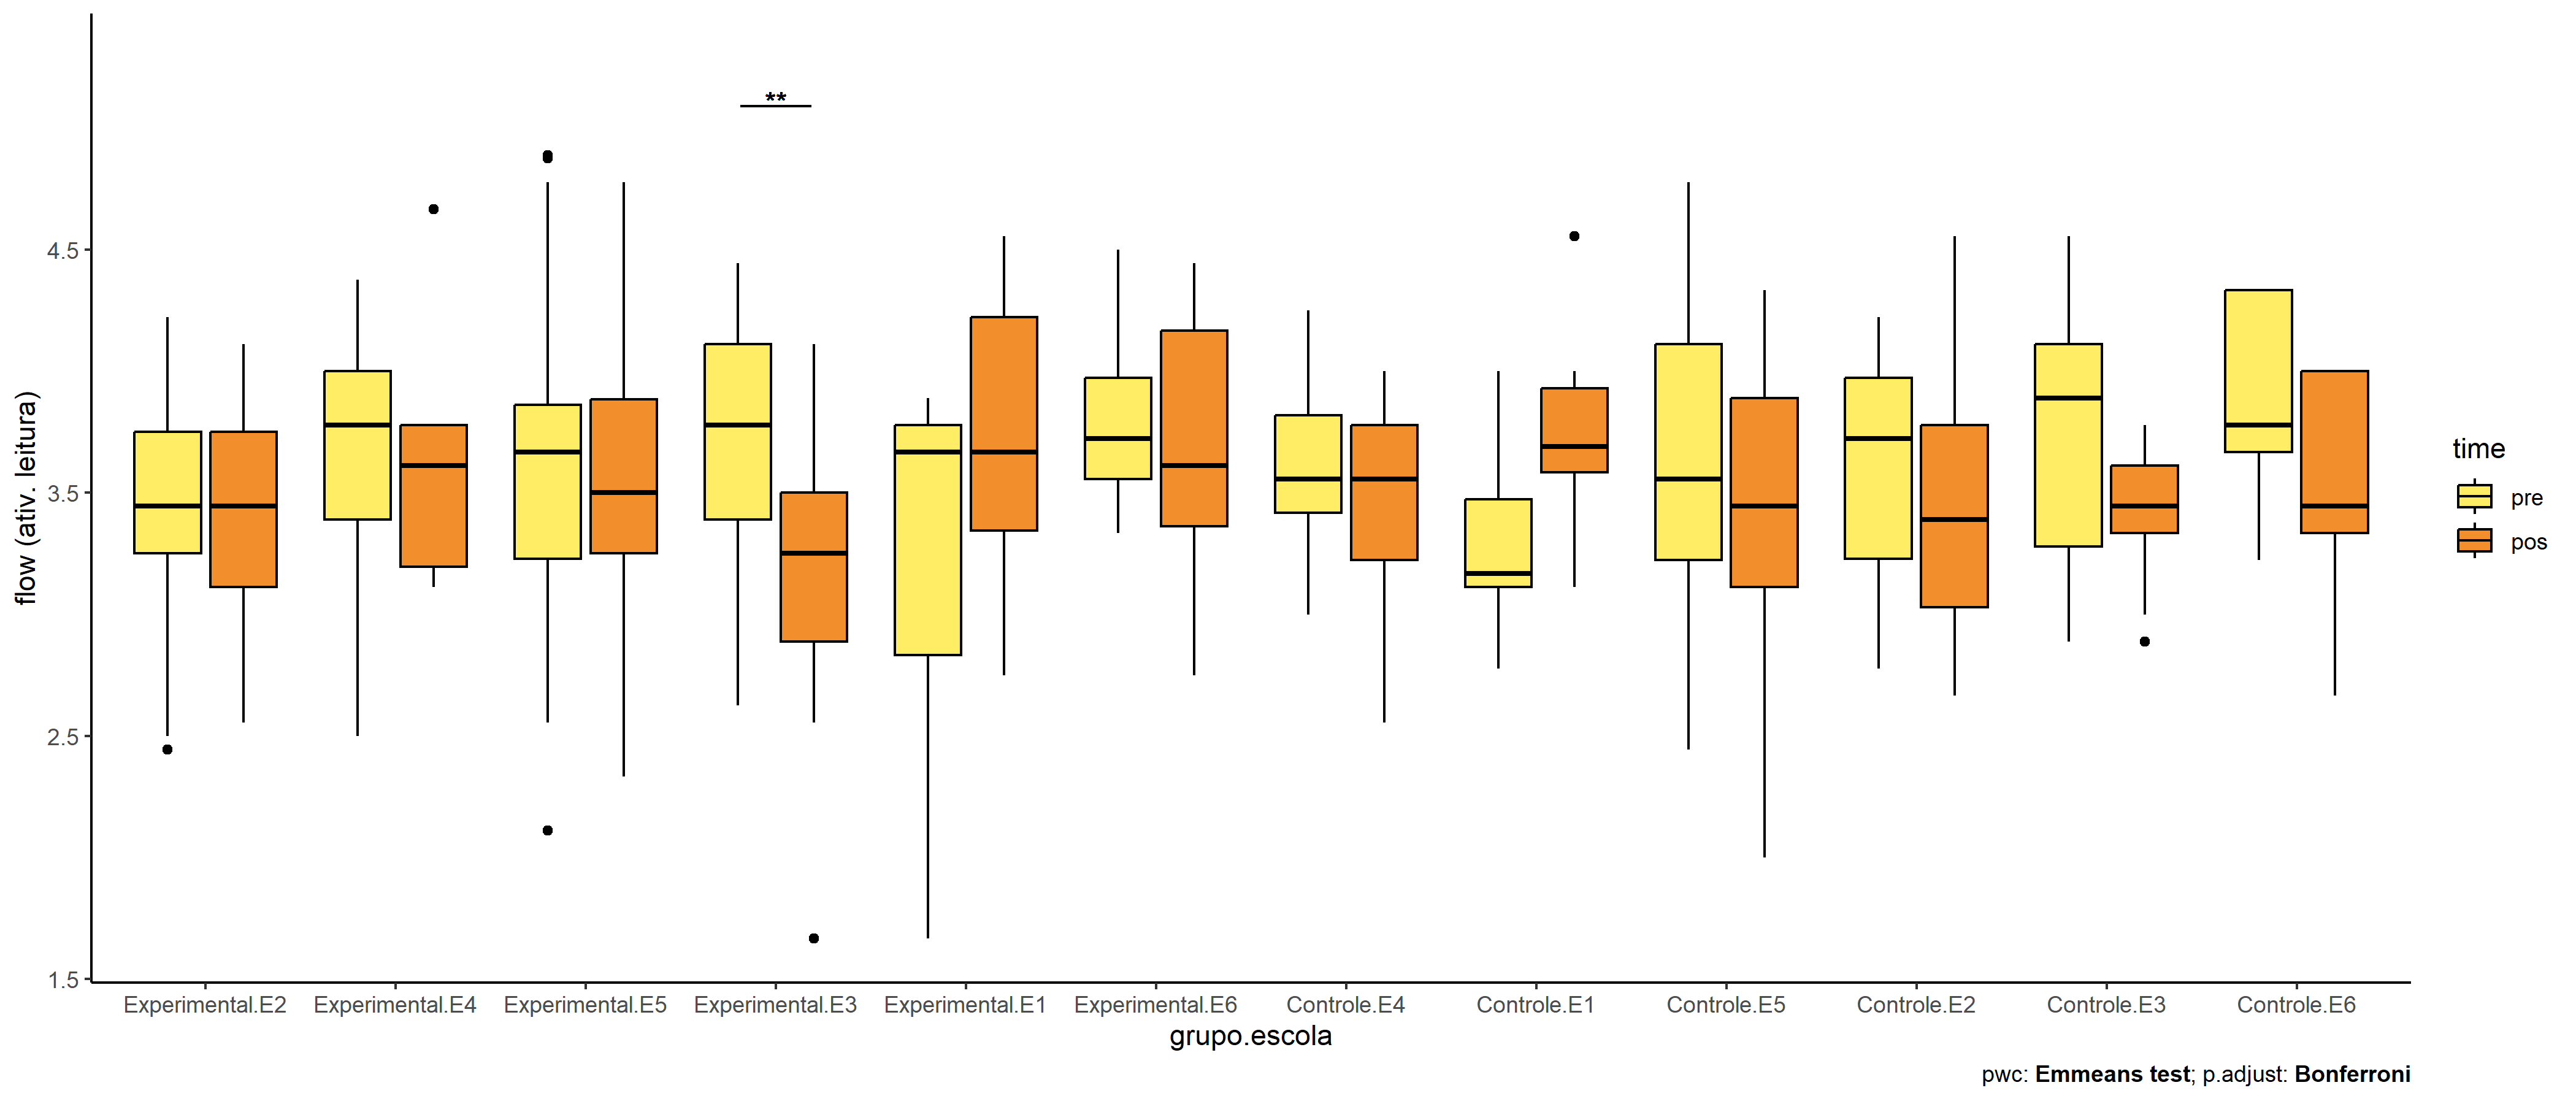 **
flow (ativ. leitura)
4.5
3.5
2.5
1.5
Experimental.E2 Experimental.E4 Experimental.E5 Experimental.E3 Experimental.E1 Experimental.E6 Controle.E4 Controle.E1 Controle.E5 Controle.E2 Controle.E3 Controle.E6
grupo.escola
time
pre
pos
pwc: Emmeans test; p.adjust: Bonferroni